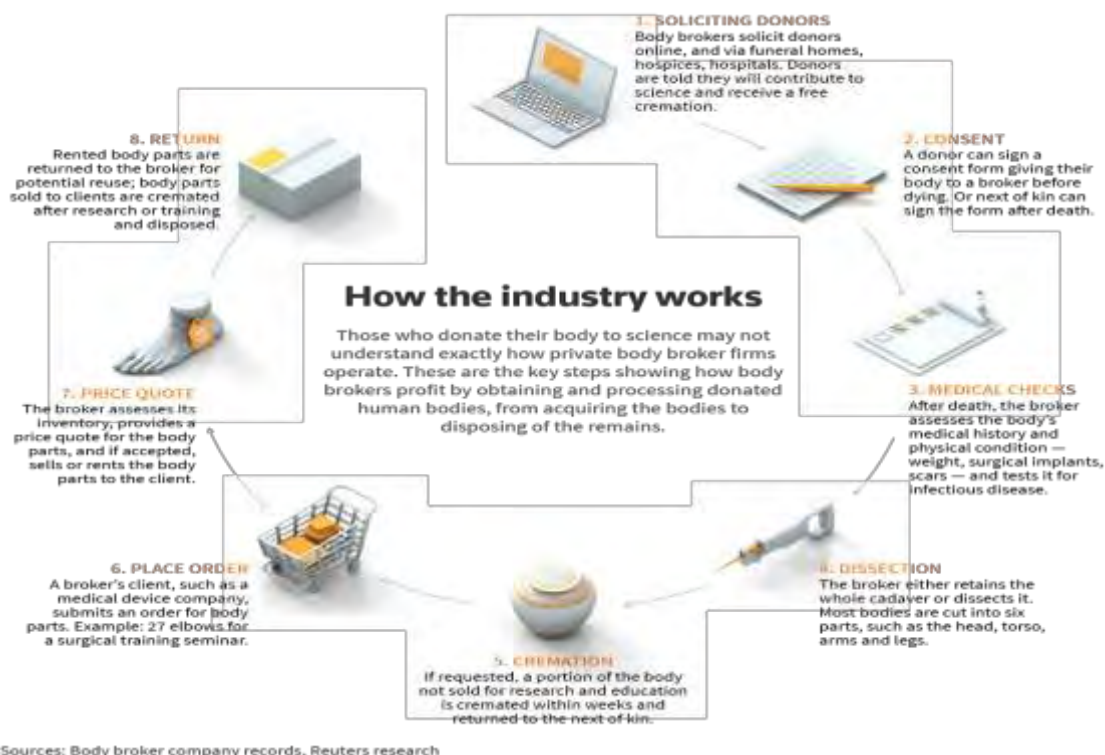 1. SOLICITING DONORS
Body brokers solicit donors
online, and via funeral homes,
hospices, hospitals. Donors
are told they will contribute to
science and receive a free
cremation.
2. CONSENT
A donor can sign a
consent form giving their
body to a broker before
dying. Or next of kin can
sign the form after death.
8. RETURN
Rented body parts are
returned to the broker for
potential reuse; body parts
sold to clients are cremated
after research or training
and disposed.
How the industry works
Those who donate their body to science may not
understand exactly how private body broker firms
operate. These are the key steps showing how body
brokers profit by obtaining and processing donated
human bodies, from acquiring the bodies to
disposing of the remains.
7. PRICE QUOTE
The broker assesses its
inventory, provides a
price quote for the body
parts, and if accepted,
sells or rents the body
parts to the client.
3. MEDICAL CHECKS
After death, the broker
assesses the body's
medical history and
physical condition —
weight, surgical implants,
scars — and tests it for
infectious disease.
6. PLACE ORDER
A broker's client, such as a
medical device company,
submits an order for body
parts. Example: 27 elbows for
a surgical training seminar.
4. DISSECTION
The broker either retains the
whole cadaver or dissects it.
Most bodies are cut into six
parts, such as the head, torso,
arms and legs.
5. CREMATION
If requested, a portion of the body
not sold for research and education
is cremated within weeks and
returned to the next of kin.
Sources: Body broker company records, Reuters research